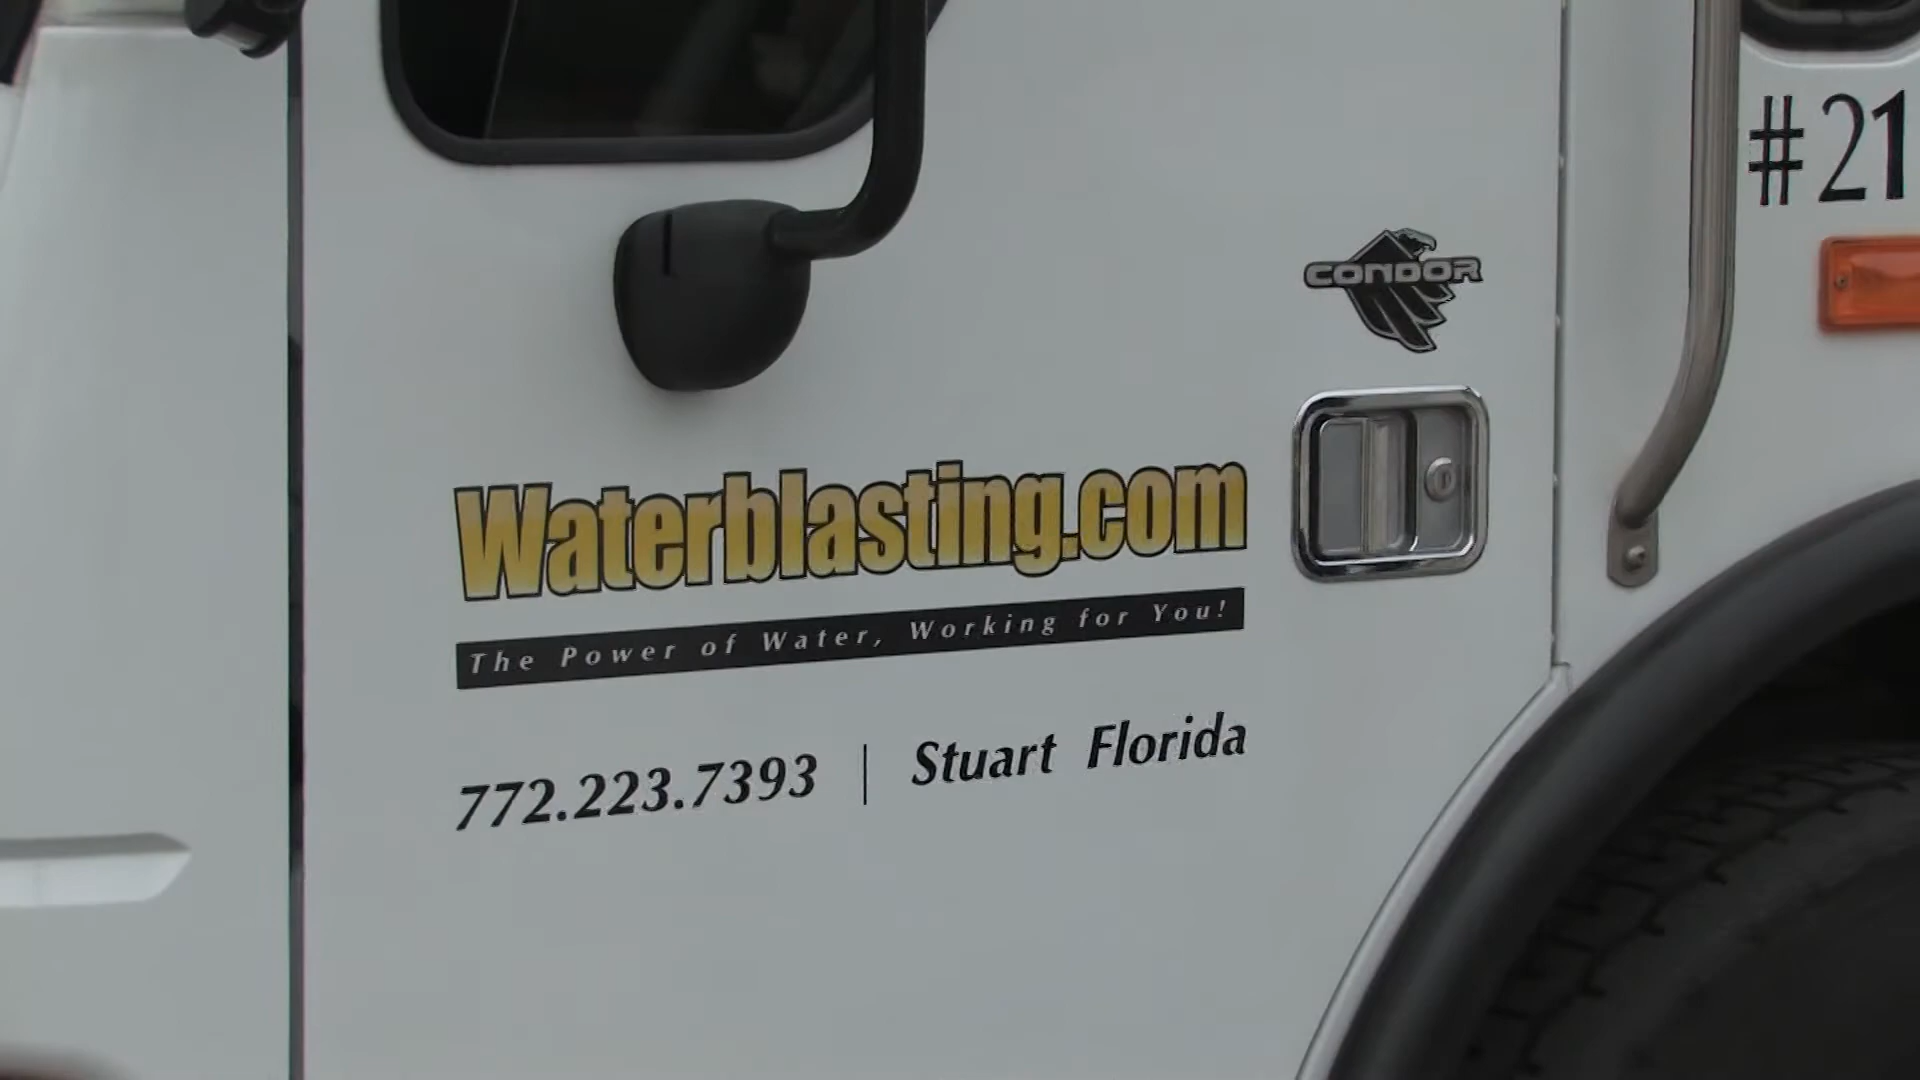 #21
CONDOR
Waterblasting.com
The Power of Water, Working for You!
772.223.7393 | Stuart Florida